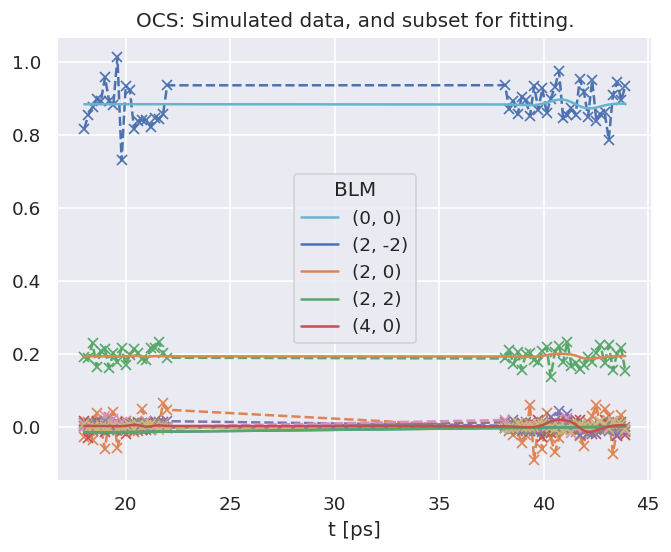 OCS: Simulated data, and subset for fitting.
1.0
0.8
0.6
0.4
0.2
0.0
BLM
(0, 0)
(2, -2)
(2, 0)
(2, 2)
(4, 0)
20 25 30 35 40 45
t [ps]